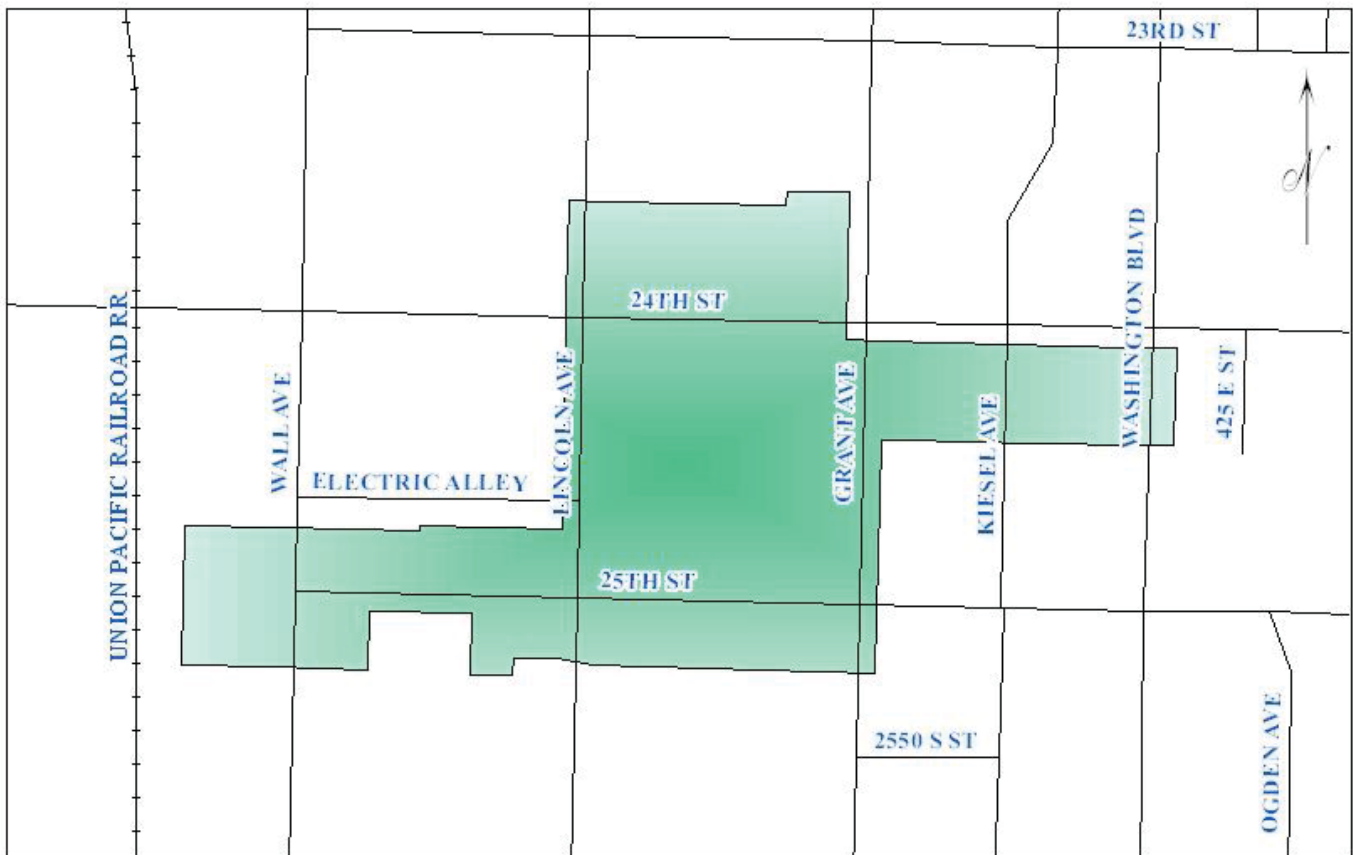 23RD ST
N
24TH ST
UNION PACIFIC RAILROAD RR
WALL AVE
LINCOLN AVE
GRANT AVE
KIESEL AVE
WASHINGTON BLVD
425 E ST
ELECTRIC ALLEY
25TH ST
2550 S ST
OGDEN AVE